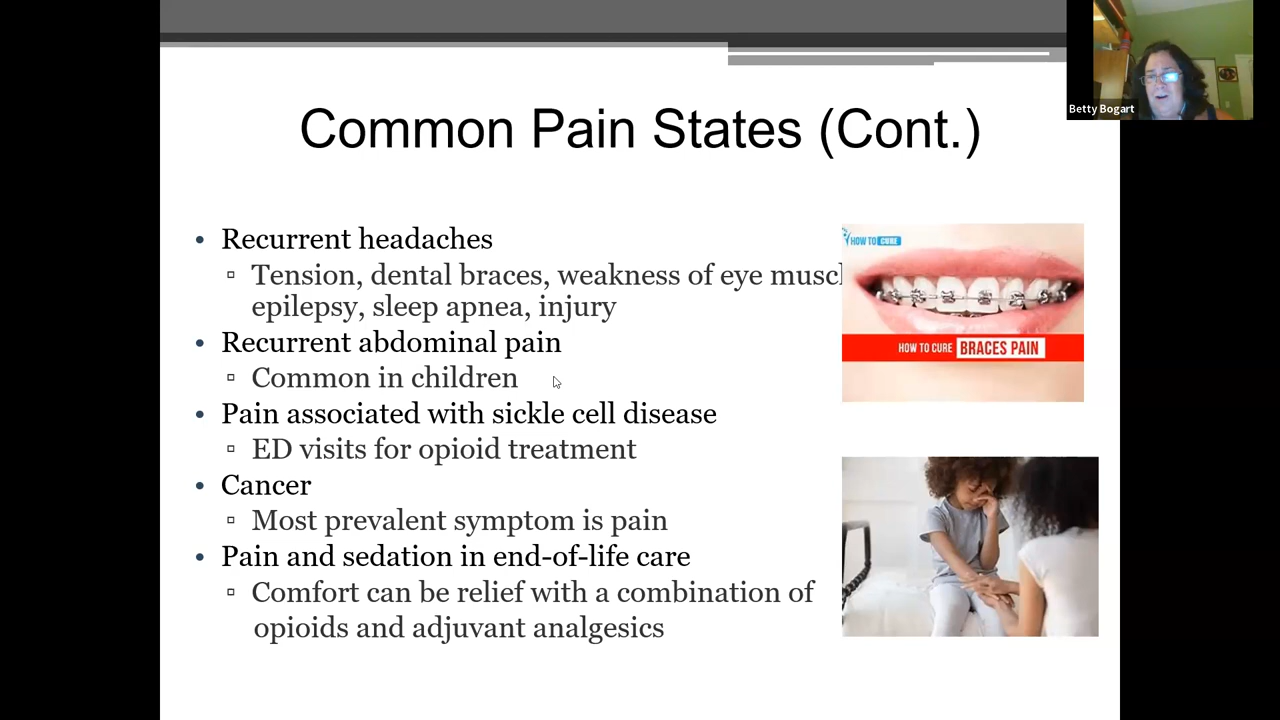 Betty Bogart
Common Pain States (Cont.)
• Recurrent headaches
▫ Tension, dental braces, weakness of eye
epilepsy, sleep apnea, injury
• Recurrent abdominal pain
▫ Common in children
• Pain associated with sickle cell disease
▫ ED visits for opioid treatment
• Cancer
▫ Most prevalent symptom is pain
• Pain and sedation in end-of-life care
▫ Comfort can be relief with a combination of
opioids and adjuvant analgesics
HOW TO CURE
HOW TO CURE BRACES PAIN